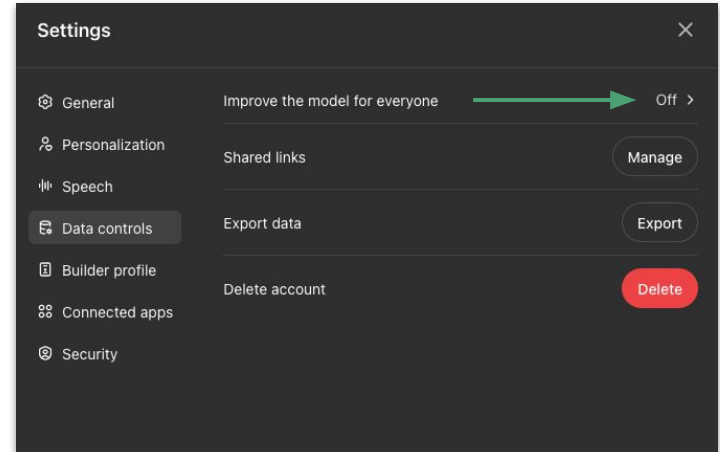 Settings
General
Personalization
Speech
Data controls
Builder profile
Connected apps
Security
Improve the model for everyone Off
Shared links Manage
Export data Export
Delete account Delete